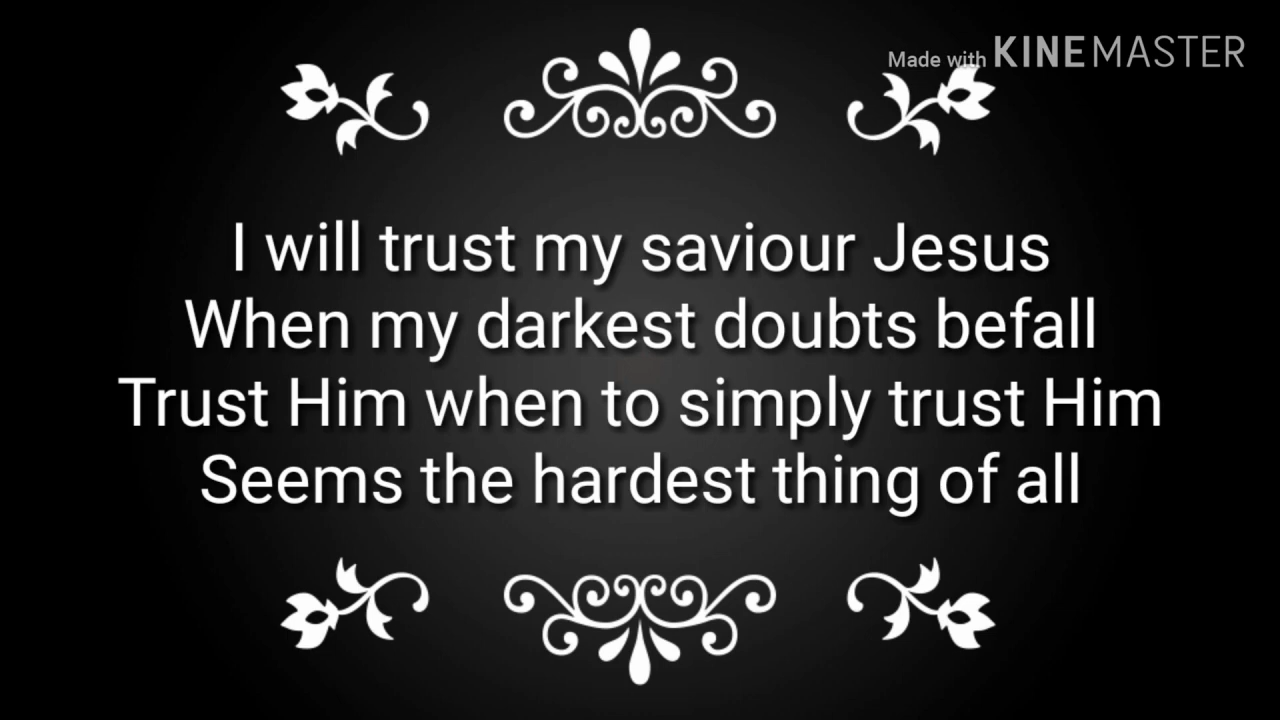 Made with KINEMASTER
I will trust my saviour Jesus
When my darkest doubts befall
Trust Him when to simply trust Him
Seems the hardest thing of all